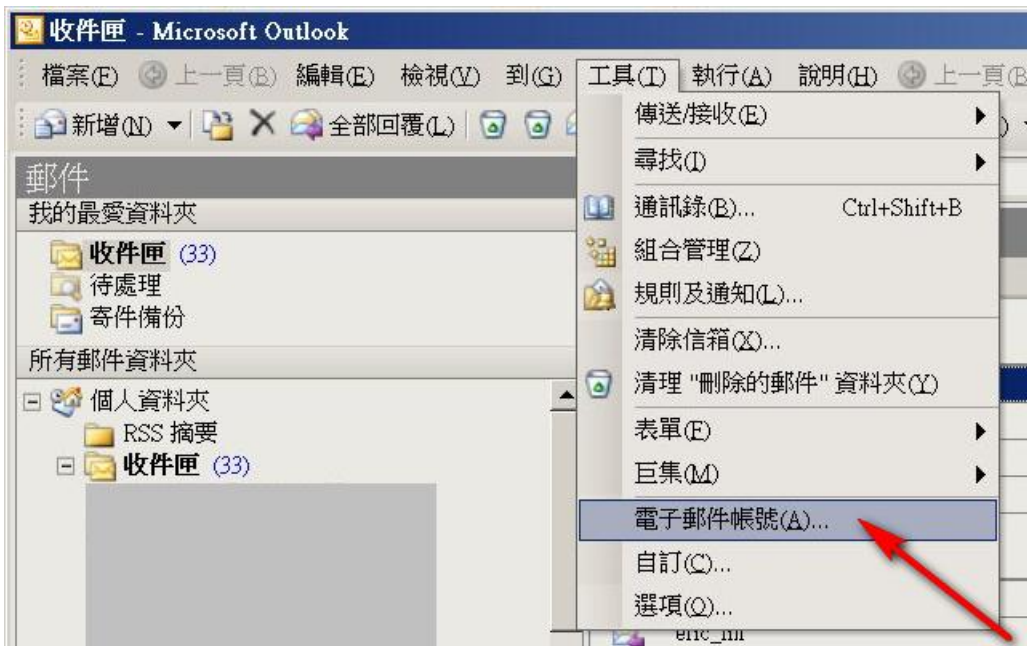 收件匣 - Microsoft Outlook
檔案(F) 上一頁(B) 編輯(E) 檢視(V) 到(G) 工具(T) 執行(A) 說明(H) 上一頁(B
新增(N) 全部回覆(L)
郵件
我的最愛資料夾
收件匣 (33)
待處理
寄件備份
所有郵件資料夾
個人資料夾
RSS 摘要
收件匣 (33)
傳送/接收(E)
尋找(I)
通訊錄(B)... Ctrl+Shift+B
組合管理(Z)
規則及通知(L)...
清除信箱(X)...
清理 "刪除的郵件" 資料夾(Y)
表單(F)
巨集(M)
電子郵件帳號(A)...
自訂(C)...
選項(O)...